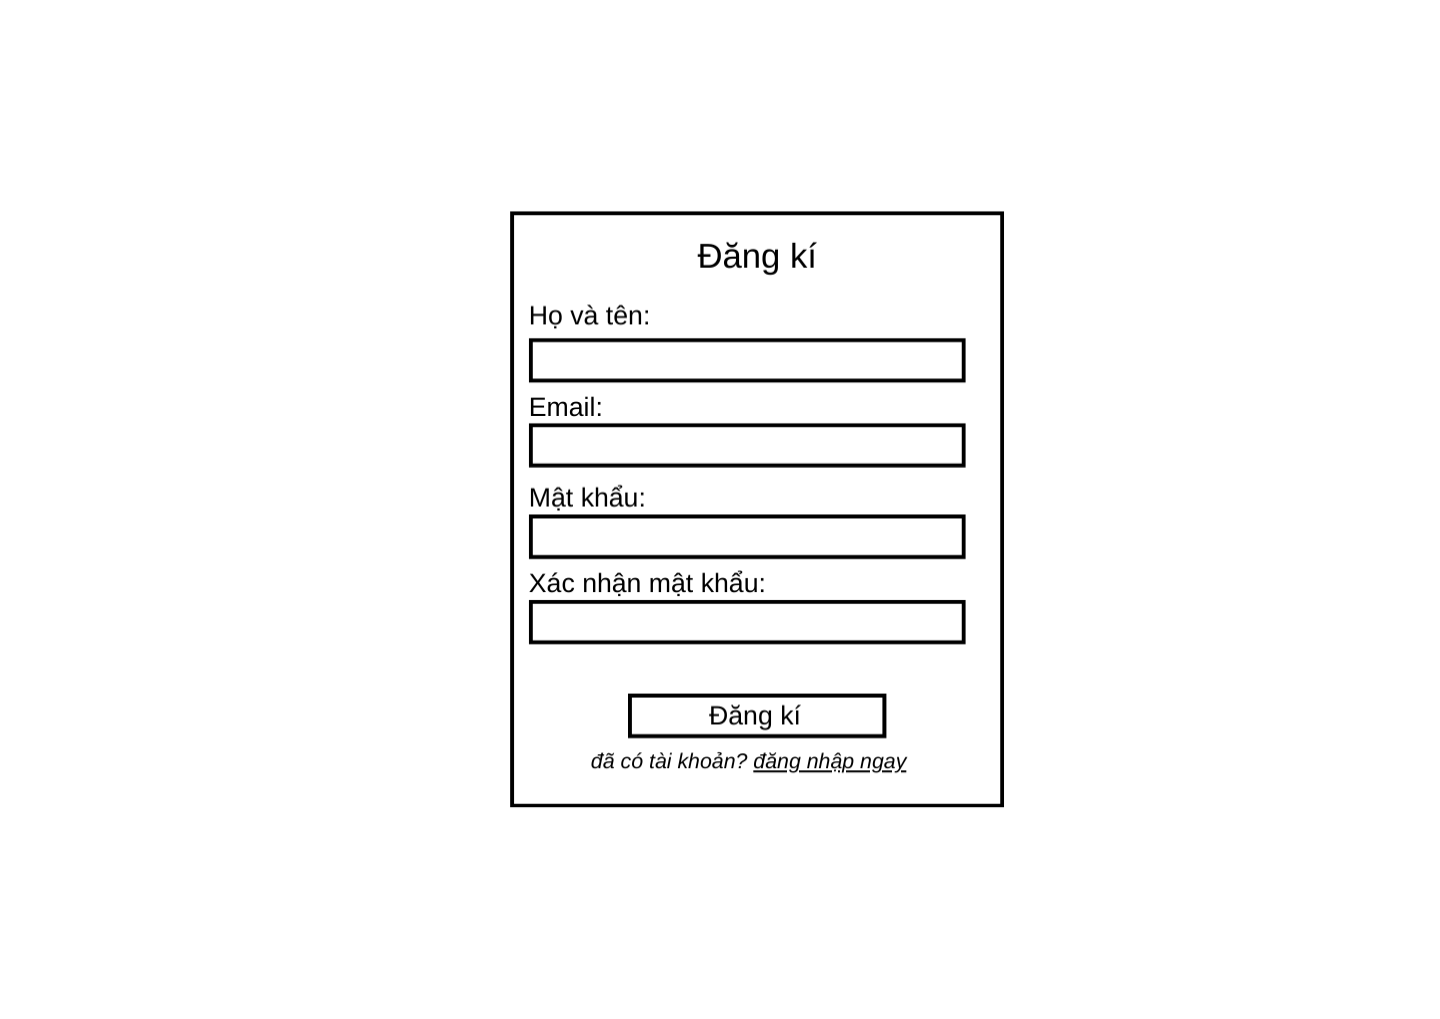 Đăng kí
Họ và tên:
Email:
Mật khẩu:
Xác nhận mật khẩu:
Đăng kí
đã có tài khoản? đăng nhập ngay